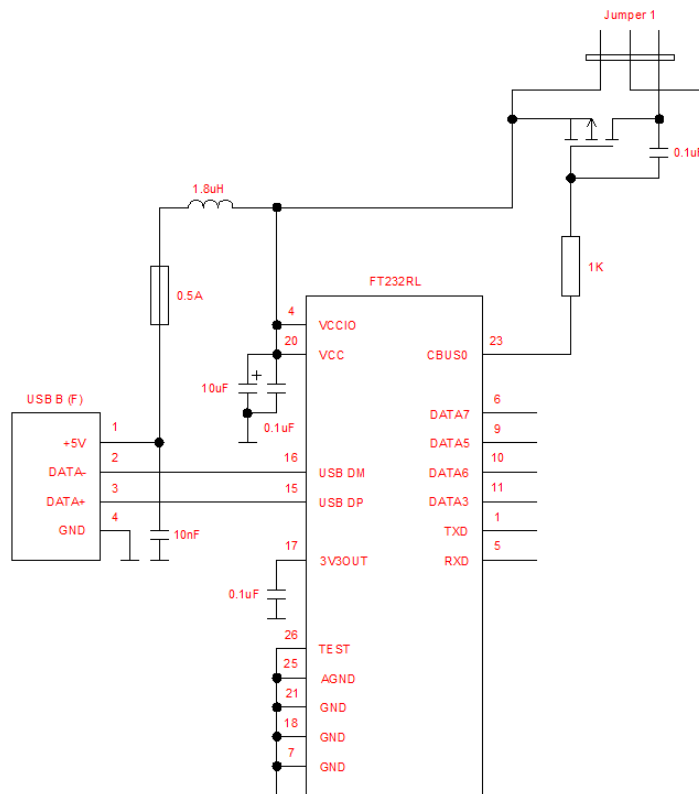 Jumper 1
0.1uF
1.8uH
0.5A
1K
FT232RL
4
VCCIO
20
VCC
23
CBUS0
10uF
+
0.1uF
USB B (F)
1
+5V
2
DATA-
3
DATA+
4
GND
10nF
16
USB DM
15
USB DP
17
3V3OUT
0.1uF
6
DATA7
9
DATA5
10
DATA6
11
DATA3
1
TXD
5
RXD
26
TEST
25
AGND
21
GND
18
GND
7
GND